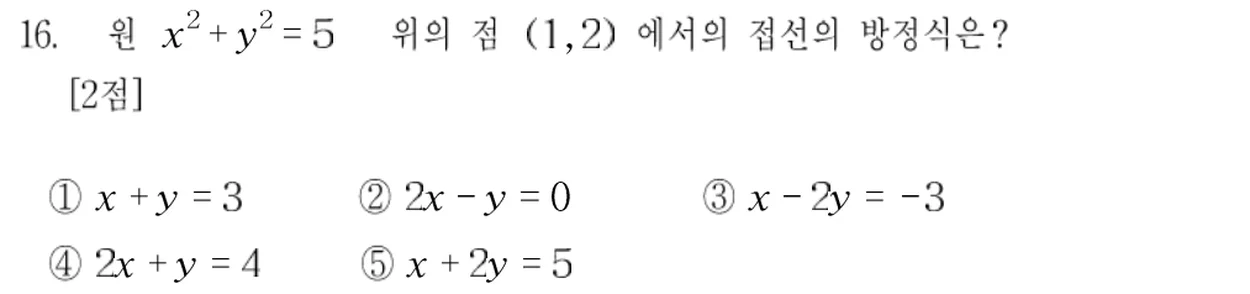 16. 원 x² + y² = 5 위의 점 (1,2) 에서의 접선의 방정식은?
[2점]
① x + y = 3 ② 2x − y = 0 ③ x − 2y = −3
④ 2x + y = 4 ⑤ x + 2y = 5